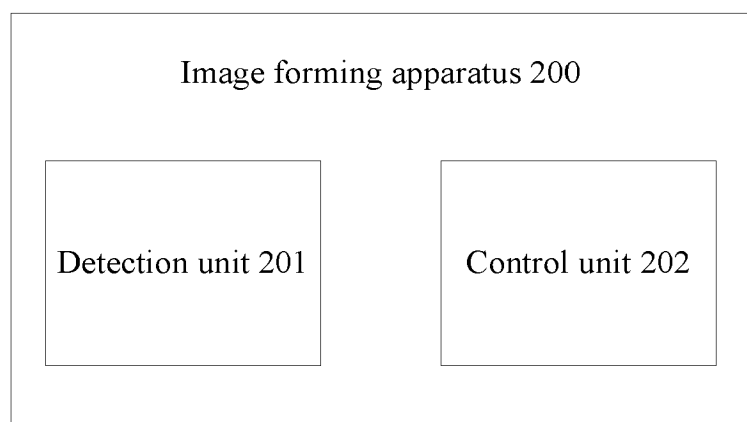 Image forming apparatus 200
Detection unit 201
Control unit 202